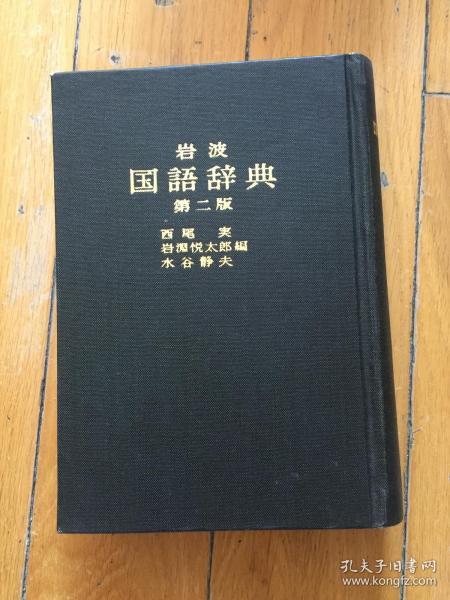 岩波
国語辞典
第二版
西尾実
岩淵悦太郎編
水谷静夫
孔夫子旧书网
www.kongfz.com